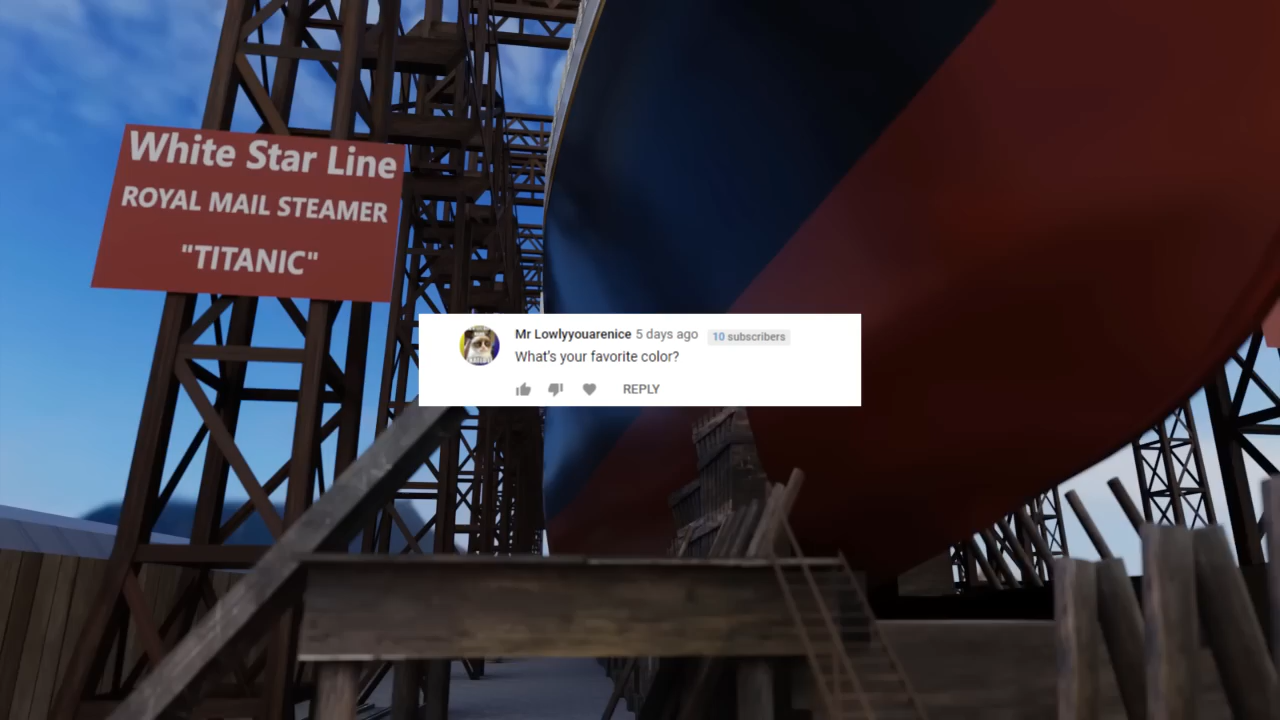 White Star Line
ROYAL MAIL STEAMER
"TITANIC"
Mr Lowlyyouarenice 5 days ago 10 subscribers
What's your favorite color?
REPLY